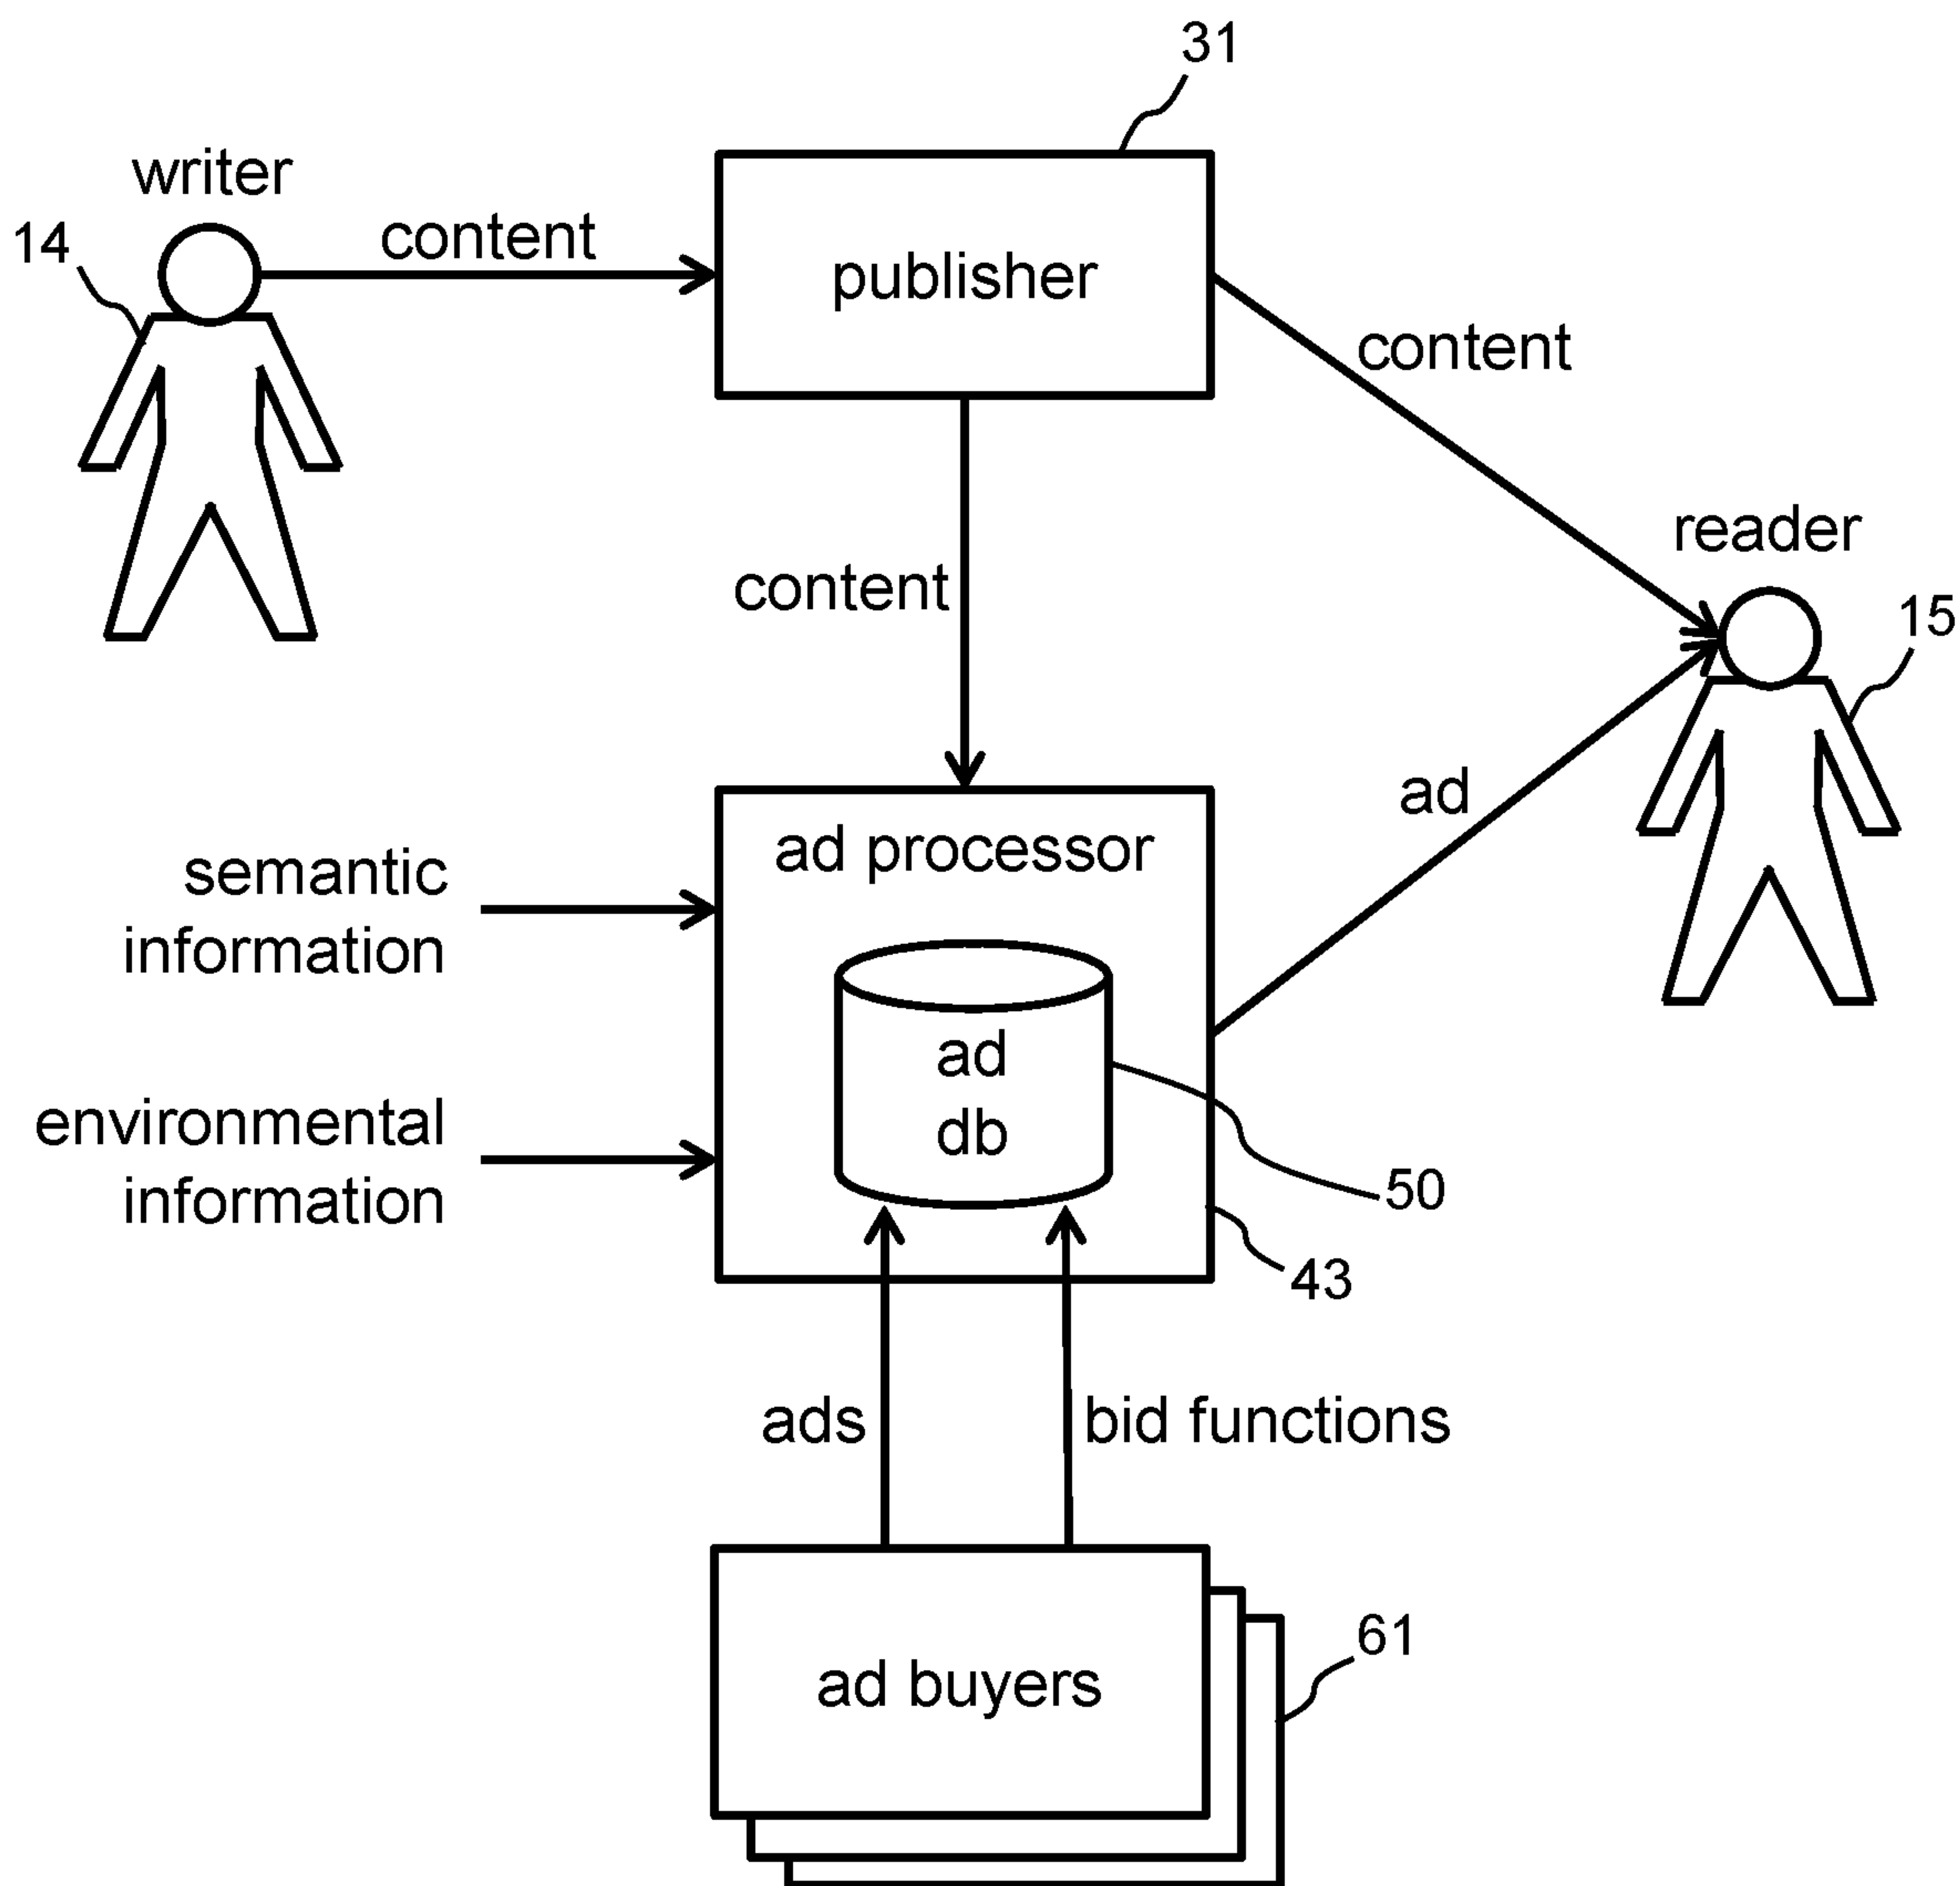 31
writer
14
content
publisher
content
reader
content
15
ad
ad processor
semantic
information
ad
db
environmental
information
50
43
ads
bid functions
61
ad buyers